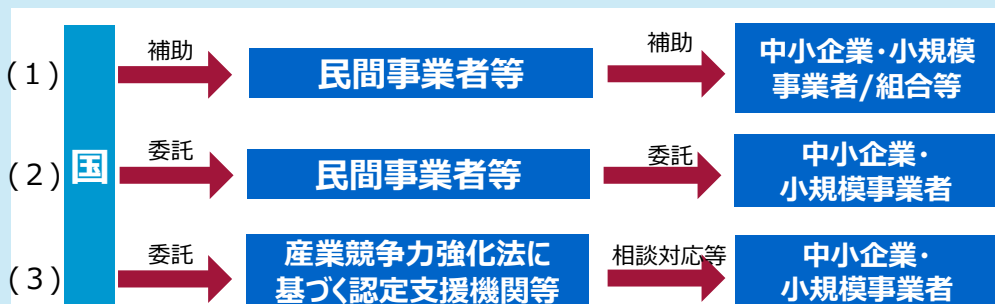 (1)
補助
民間事業者等
補助
中小企業・小規模
事業者/組合等
国
(2)
委託
民間事業者等
委託
中小企業・
小規模事業者
(3)
委託
産業競争力強化法に
基づく認定支援機関等
相談対応等
中小企業・
小規模事業者